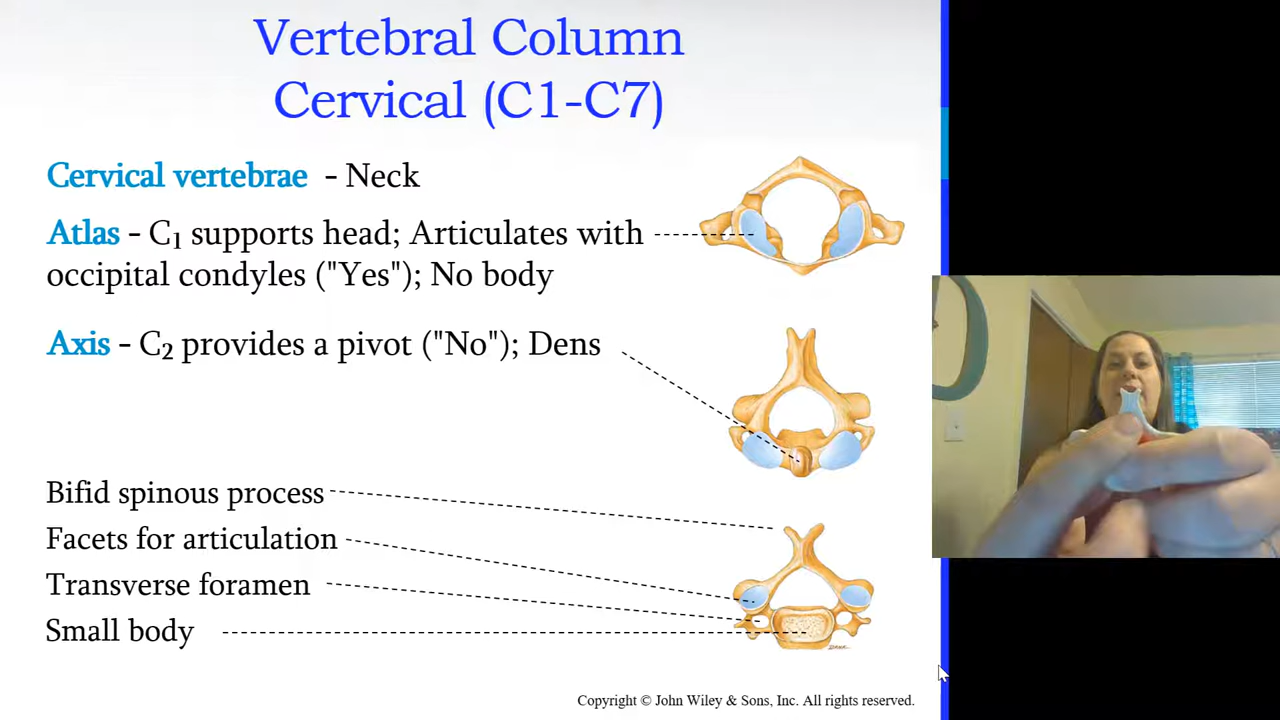 Vertebral Column
Cervical (C1-C7)
Cervical vertebrae - Neck
Atlas - C1 supports head; Articulates with
occipital condyles ("Yes"); No body
Axis - C2 provides a pivot ("No"); Dens
Bifid spinous process
Facets for articulation
Transverse foramen
Small body
Copyright © John Wiley & Sons, Inc. All rights reserved.